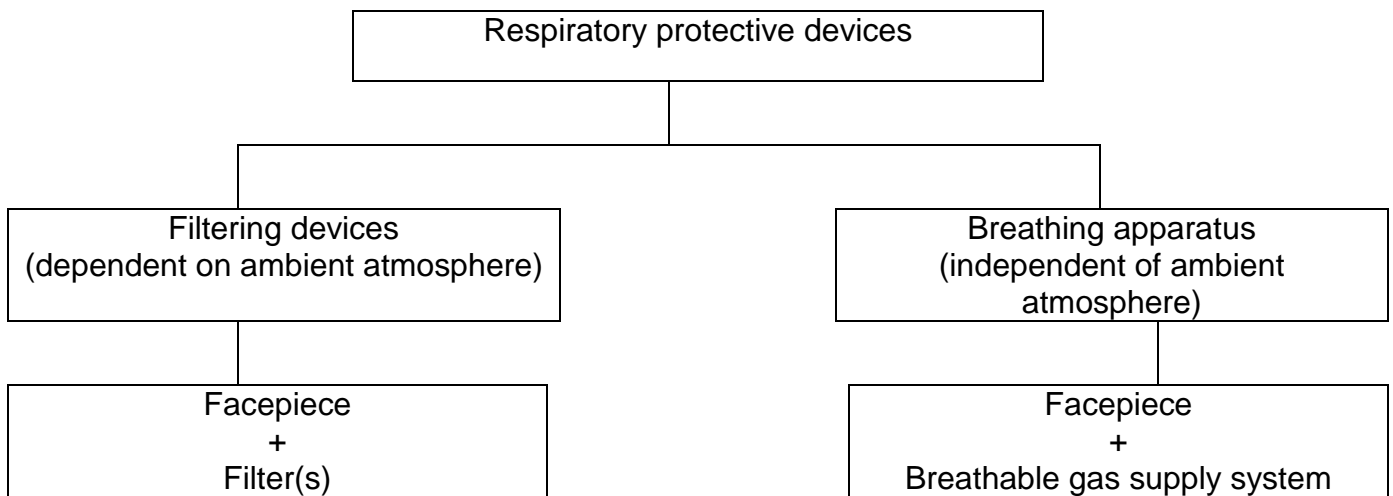 Respiratory protective devices
Filtering devices
(dependent on ambient atmosphere)
Breathing apparatus
(independent of ambient
atmosphere)
Facepiece
+
Filter(s)
Facepiece
+
Breathable gas supply system